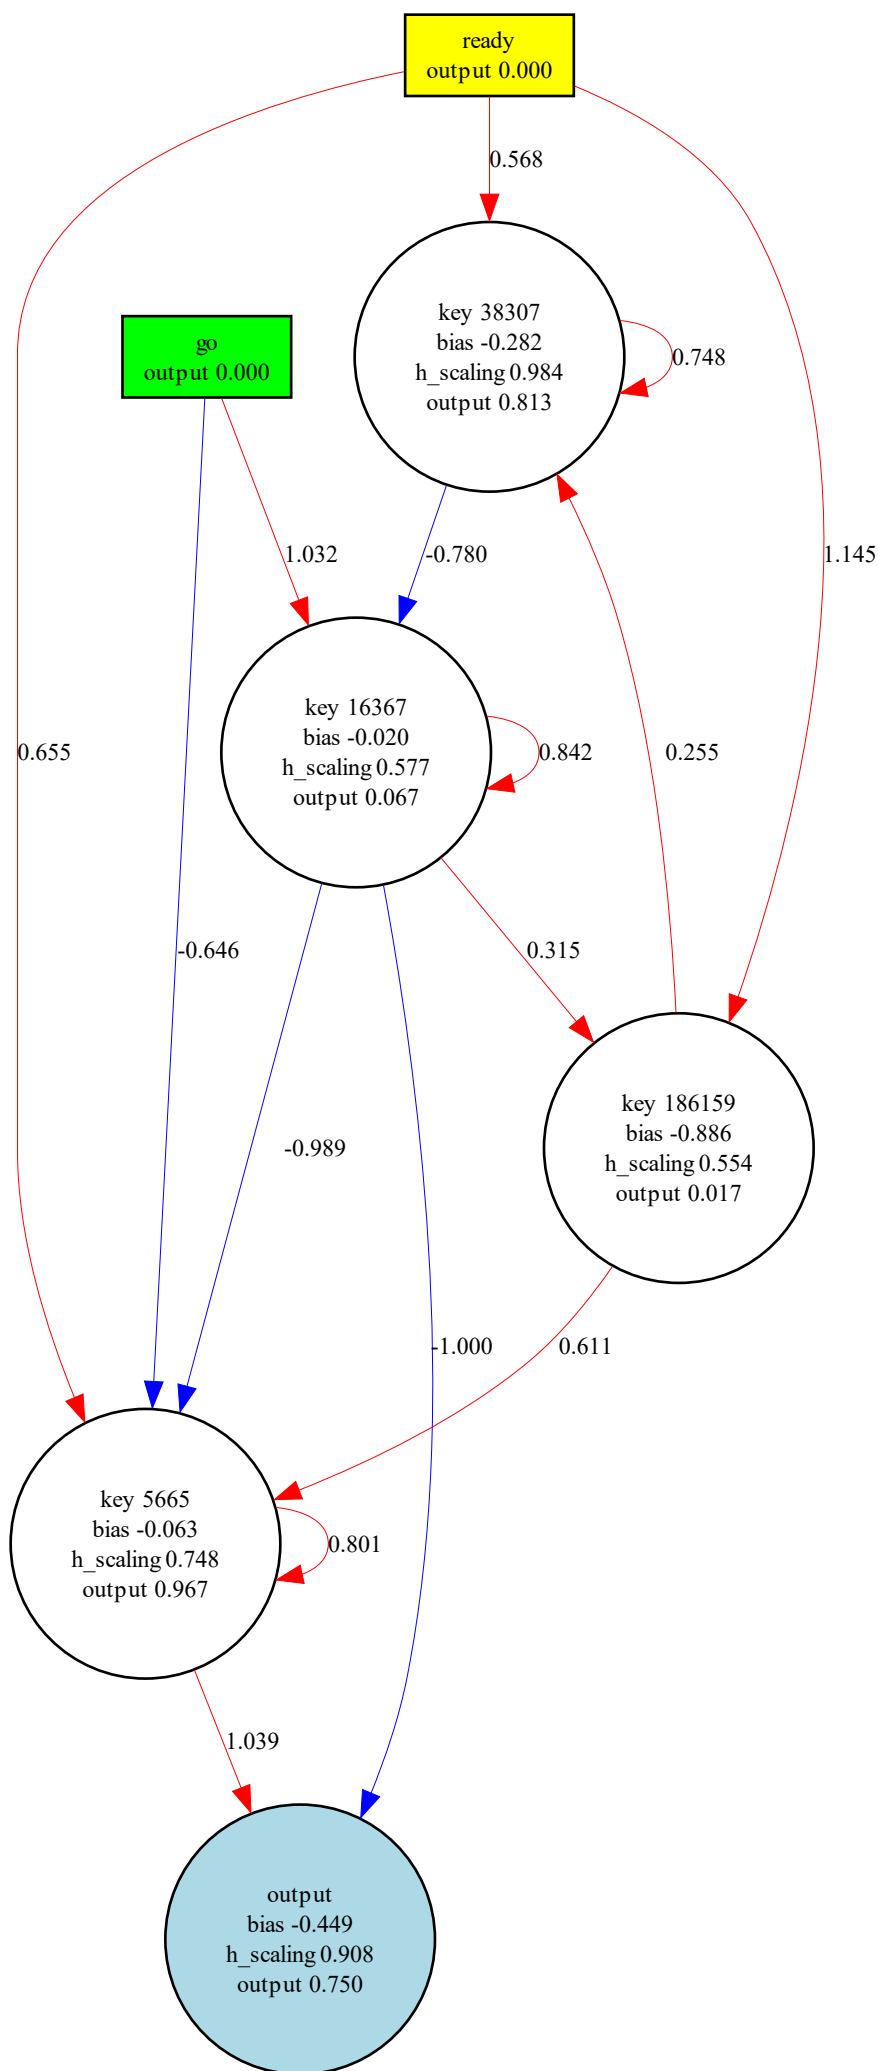 ready
output 0.000
0.568
go
output 0.000
key 38307
bias -0.282
h_scaling 0.984
output 0.813
0.748
1.032
-0.780
1.145
key 16367
bias -0.020
h_scaling 0.577
output 0.067
0.655
0.842
0.255
-0.646
0.315
-0.989
key 186159
bias -0.886
h_scaling 0.554
output 0.017
-1.000
0.611
key 5665
bias -0.063
h_scaling 0.748
output 0.967
0.801
1.039
output
bias -0.449
h_scaling 0.908
output 0.750